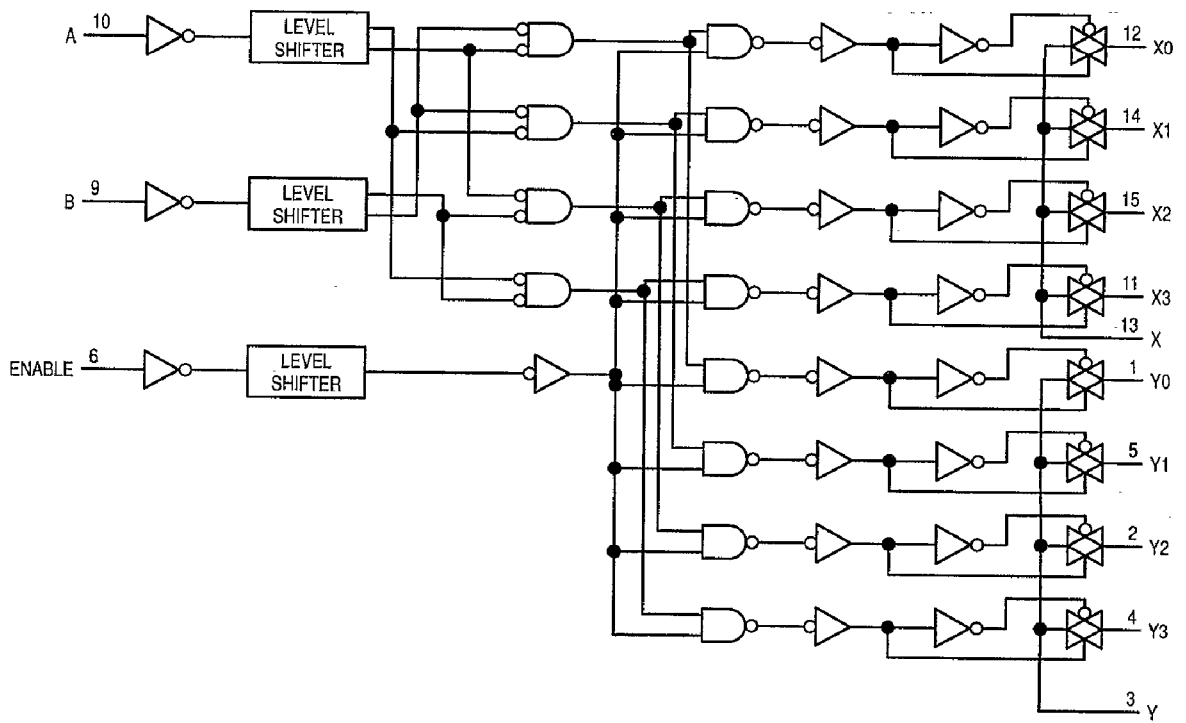 A 10 LEVEL SHIFTER
B 9 LEVEL SHIFTER
ENABLE 6 LEVEL SHIFTER
12 X0
14 X1
15 X2
11 X3
13 X
1 Y0
5 Y1
2 Y2
4 Y3
3 Y